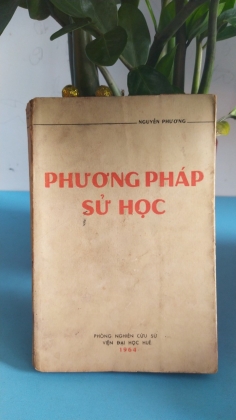 NGUYỄN PHƯƠNG
PHƯƠNG PHÁP
SỬ HỌC
PHÒNG NGHIÊN CỨU SỬ
VIỆN ĐẠI HỌC HUẾ
1964